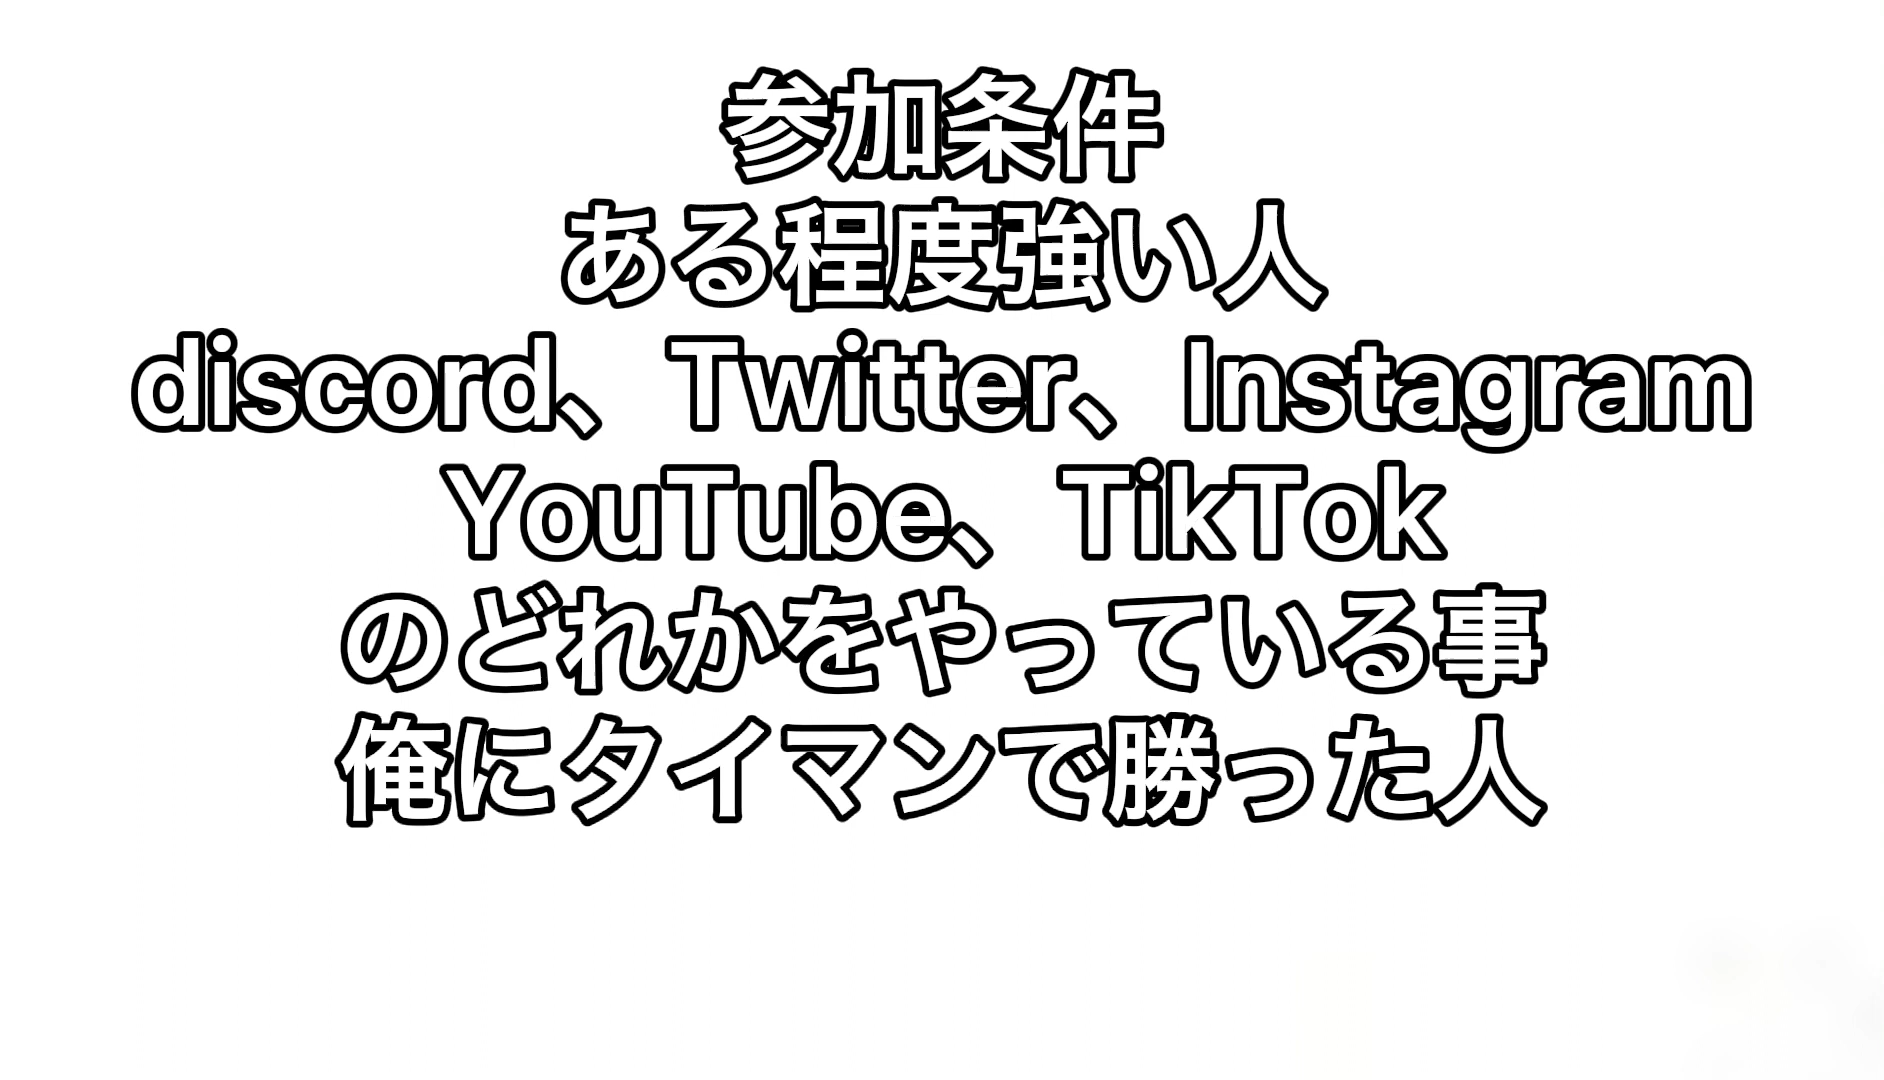 参加条件
ある程度強い人
discord、Twitter、Instagram
YouTube、TikTok
のどれかをやっている事
俺にタイマンで勝った人